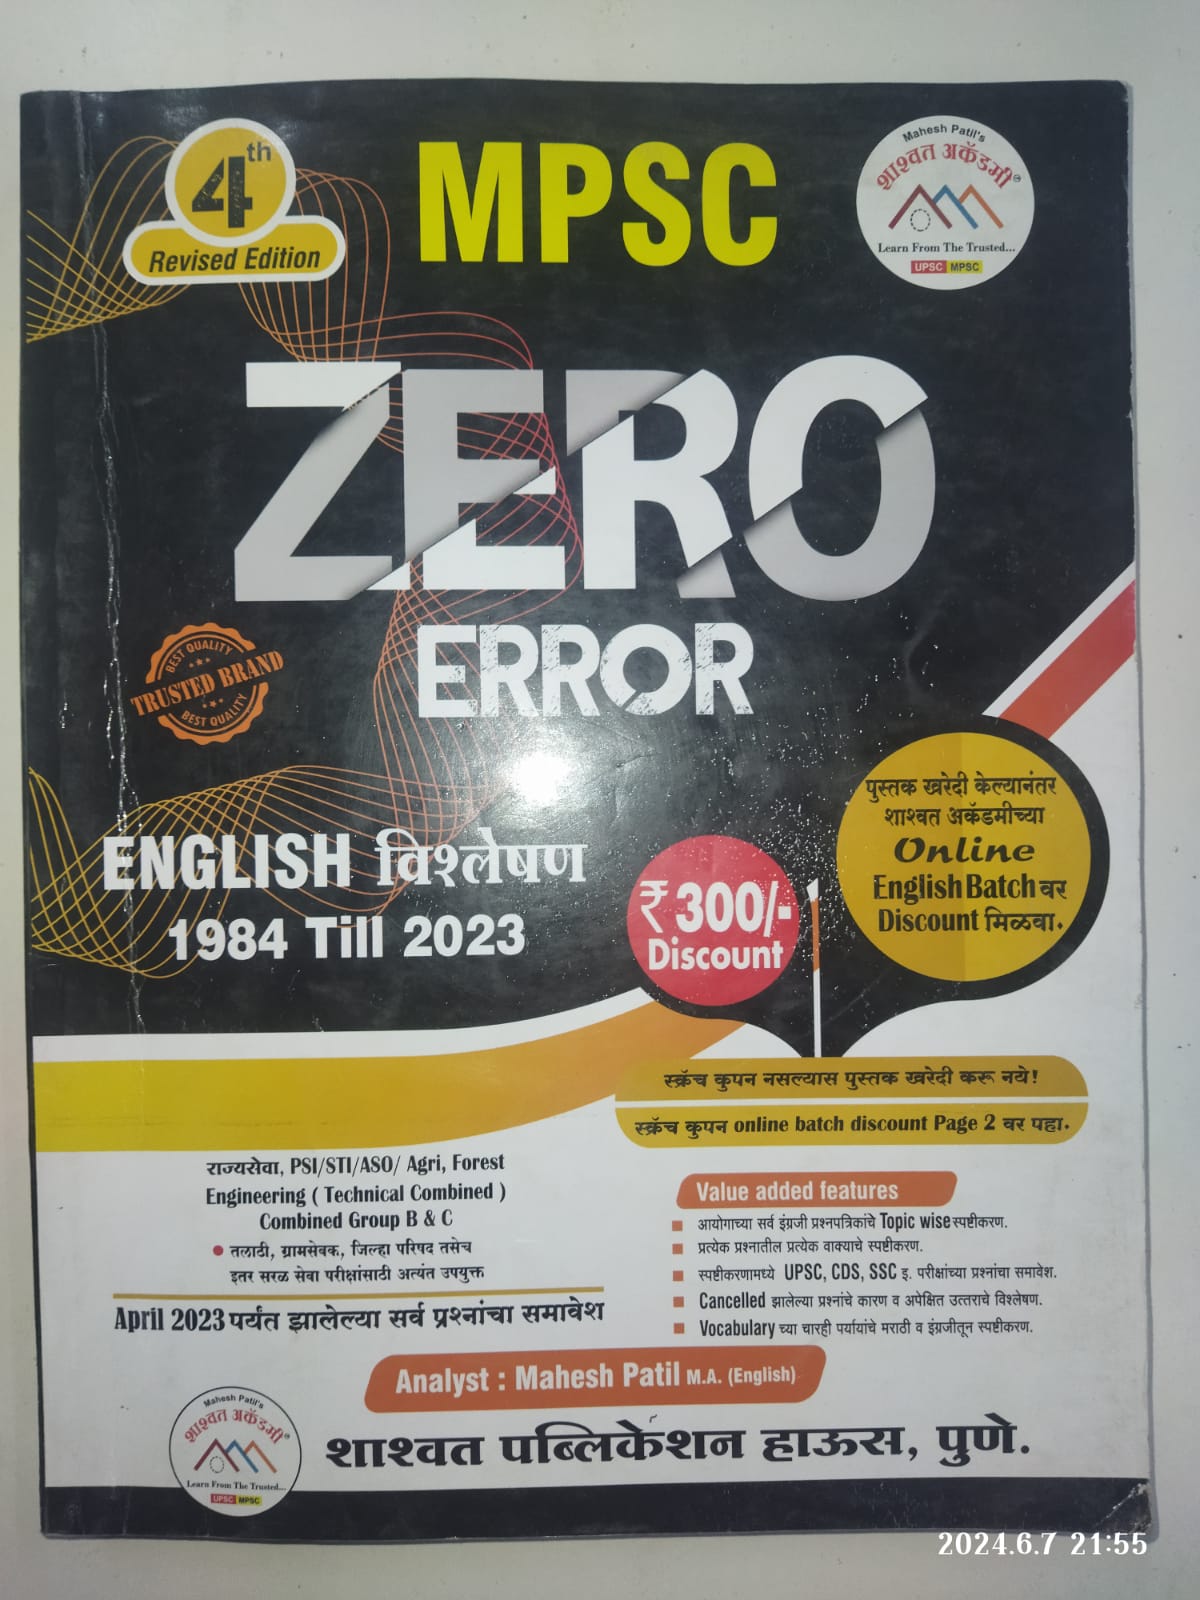 4th
Revised Edition
MPSC
Mahesh Patil's
शाश्वत अकॅडमी
Learn From The Trusted...
UPSC MPSC
ZERO
ERROR
BEST QUALITY
TRUSTED BRAND
BEST QUALITY
ENGLISH विश्लेषण
1984 Till 2023
₹ 300/-
Discount
पुस्तक खरेदी केल्यानंतर
शाश्वत अकॅडमीच्या
Online
English Batch वर
Discount मिळवा.
स्क्रॅच कुपन नसल्यास पुस्तक खरेदी करू नये!
स्क्रॅच कुपन online batch discount Page 2 वर पहा.
राज्यसेवा, PSI/STI/ASO/ Agri, Forest
Engineering ( Technical Combined )
Combined Group B & C
तलाठी, ग्रामसेवक, जिल्हा परिषद तसेच
इतर सरळ सेवा परीक्षांसाठी अत्यंत उपयुक्त
April 2023 पर्यंत झालेल्या सर्व प्रश्नांचा समावेश
Value added features
आयोगाच्या सर्व इंग्रजी प्रश्नपत्रिकांचे Topic wise स्पष्टीकरण.
प्रत्येक प्रश्नातील प्रत्येक वाक्याचे स्पष्टीकरण.
स्पष्टीकरणामध्ये UPSC, CDS, SSC इ. परीक्षांच्या प्रश्नांचा समावेश.
Cancelled झालेल्या प्रश्नांचे कारण व अपेक्षित उत्तराचे विश्लेषण.
Vocabulary च्या चारही पर्यायांचे मराठी व इंग्रजीतून स्पष्टीकरण.
Analyst : Mahesh Patil M.A. (English)
Mahesh Patil's
शाश्वत अकॅडमी
Learn From The Trusted...
UPSC MPSC
शाश्वत पब्लिकेशन हाऊस, पुणे.
2024.6.7 21:55